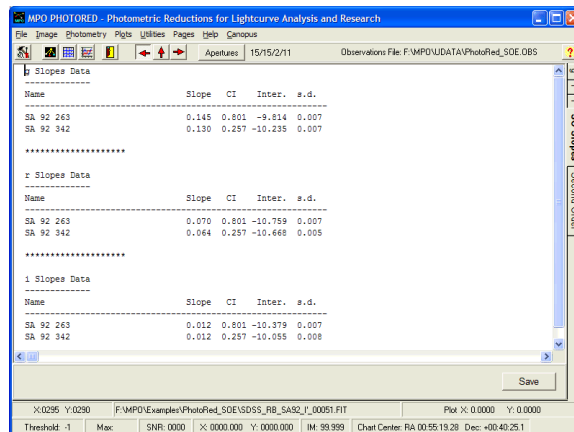 MPO PHOTORED - Photometric Reductions for Lightcurve Analysis and Research
File Image Photometry Plots Utilities Pages Help Canopus
Apertures 15/15/2/11 Observations File: F:\MPO\UDATA\PhotoRed_SOE.OBS
g Slopes Data
-------------
Name Slope CI Inter. s.d.
-----------------------------------------------------------
SA 92 263 0.145 0.801 -9.814 0.007
SA 92 342 0.130 0.257 -10.235 0.007
********************
r Slopes Data
-------------
Name Slope CI Inter. s.d.
-----------------------------------------------------------
SA 92 263 0.070 0.801 -10.759 0.007
SA 92 342 0.064 0.257 -10.668 0.005
********************
i Slopes Data
-------------
Name Slope CI Inter. s.d.
-----------------------------------------------------------
SA 92 263 0.012 0.801 -10.379 0.007
SA 92 342 0.012 0.257 -10.055 0.008
Slopes
Second Order
Save
X:0295 Y:0290 F:\MPO\Examples\PhotoRed_SOE\SDSS_RB_SA92_I'_00051.FIT Plot X: 0.0000 Y: 0.0000
Threshold: -1 Max: SNR: 0000 X: 0000.000 Y: 0000.000 IM: 99.999 Chart Center: RA 00:55:19.28 Dec: +00:40:25.1